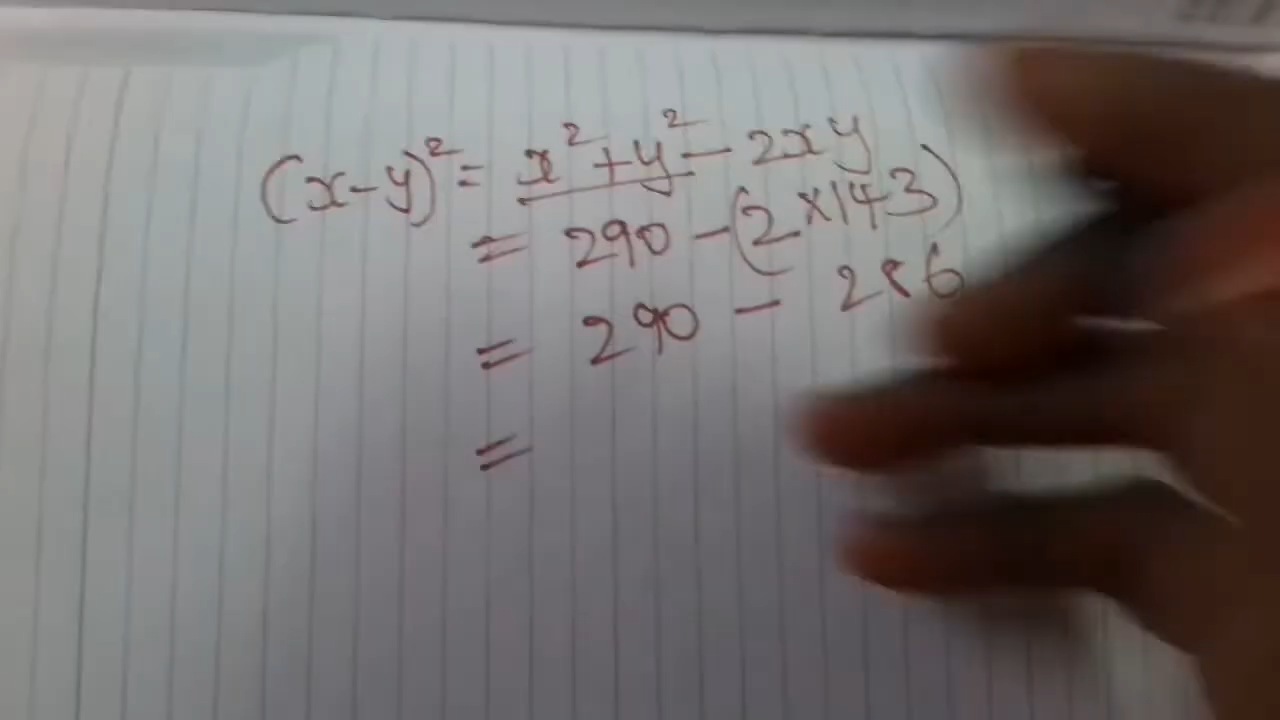 (x-y)² = x²+y² - 2xy
= 290 - (2×143)
= 290 - 286
=